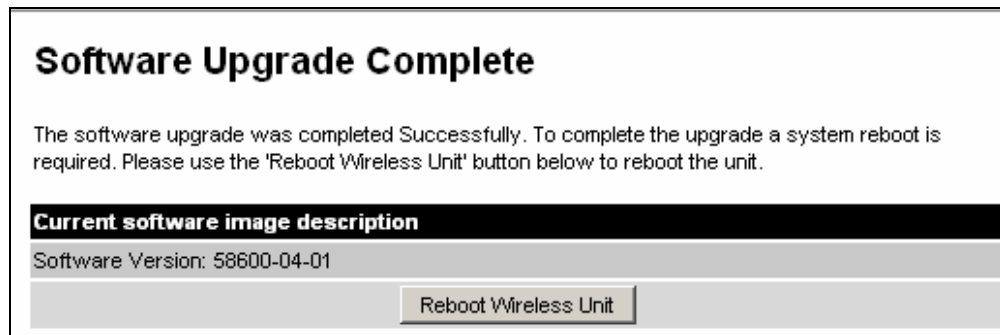 Software Upgrade Complete
The software upgrade was completed Successfully. To complete the upgrade a system reboot is
required. Please use the 'Reboot Wireless Unit' button below to reboot the unit.
Current software image description
Software Version: 58600-04-01
Reboot Wireless Unit